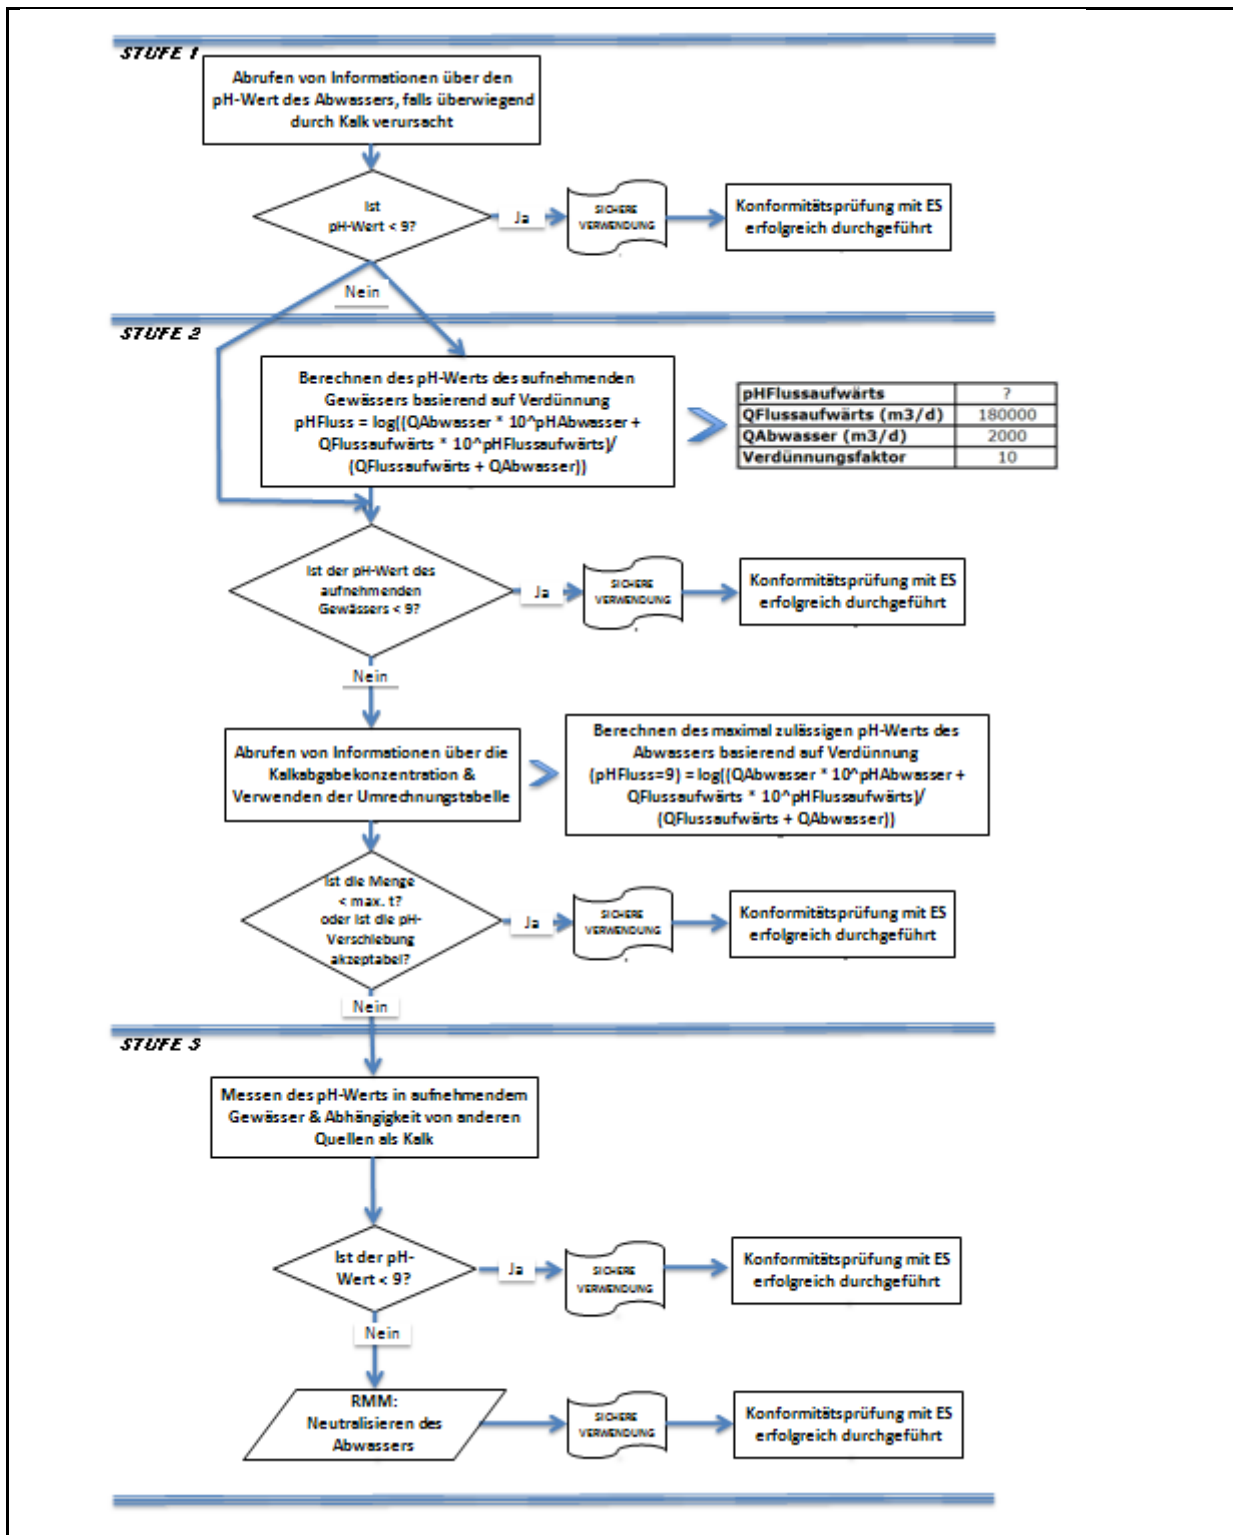 STUFE 1
Abrufen von Informationen über den
pH-Wert des Abwassers, falls überwiegend
durch Kalk verursacht
Ist
pH-Wert < 9?
Ja
SICHERE
VERWENDUNG
Konformitätsprüfung mit ES
erfolgreich durchgeführt
Nein
STUFE 2
Berechnen des pH-Werts des aufnehmenden
Gewässers basierend auf Verdünnung
pHFluss = log((QAbwasser * 10^pHAbwasser +
QFlussaufwärts * 10^pHFlussaufwärts)/
(QFlussaufwärts + QAbwasser))
pHFlussaufwärts ?
QFlussaufwärts (m3/d) 180000
QAbwasser (m3/d) 2000
Verdünnungsfaktor 10
Ist der pH-Wert des
aufnehmenden
Gewässers < 9?
Ja
SICHERE
VERWENDUNG
Konformitätsprüfung mit ES
erfolgreich durchgeführt
Nein
Abrufen von Informationen über die
Kalkabgabekonzentration &
Verwenden der Umrechnungstabelle
Berechnen des maximal zulässigen pH-Werts des
Abwassers basierend auf Verdünnung
(pHFluss=9) = log((QAbwasser * 10^pHAbwasser +
QFlussaufwärts * 10^pHFlussaufwärts)/
(QFlussaufwärts + QAbwasser))
Ist die Menge
< max. t?
oder Ist die pH-
Verschiebung
akzeptabel?
Ja
SICHERE
VERWENDUNG
Konformitätsprüfung mit ES
erfolgreich durchgeführt
Nein
STUFE 3
Messen des pH-Werts in aufnehmendem
Gewässer & Abhängigkeit von anderen
Quellen als Kalk
Ist der pH-
Wert < 9?
Ja
SICHERE
VERWENDUNG
Konformitätsprüfung mit ES
erfolgreich durchgeführt
Nein
RMM:
Neutralisieren des
Abwassers
SICHERE
VERWENDUNG
Konformitätsprüfung mit ES
erfolgreich durchgeführt